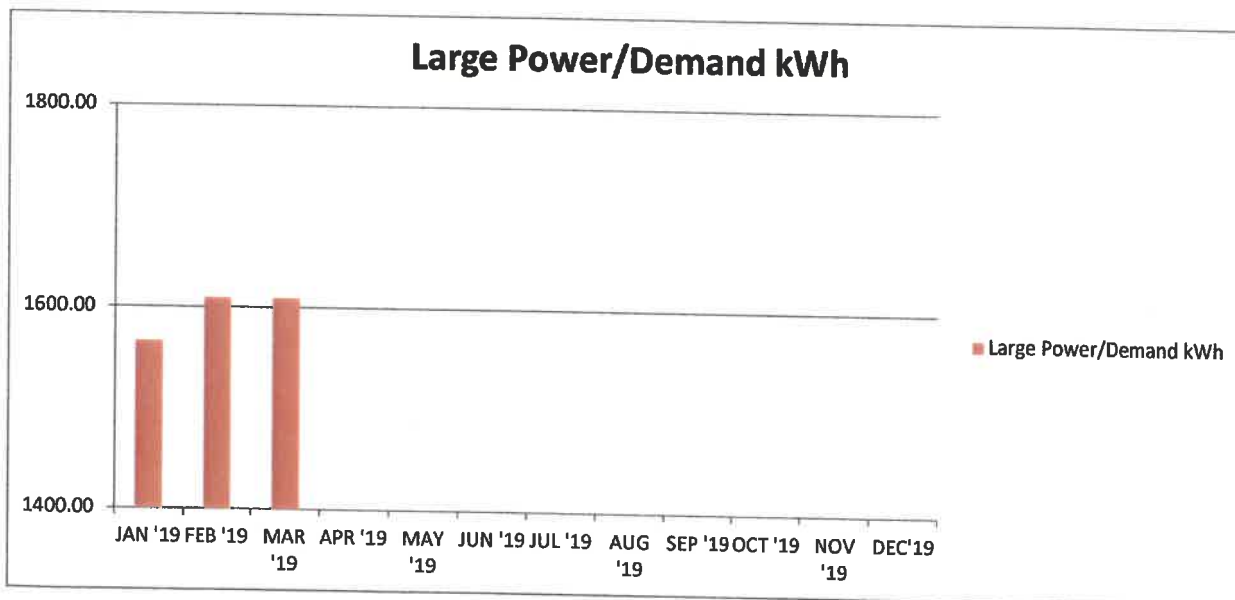 Large Power/Demand kWh
1800.00
1600.00
1400.00
JAN '19 FEB '19 MAR '19 APR '19 MAY '19 JUN '19 JUL '19 AUG '19 SEP '19 OCT '19 NOV '19 DEC'19
Large Power/Demand kWh